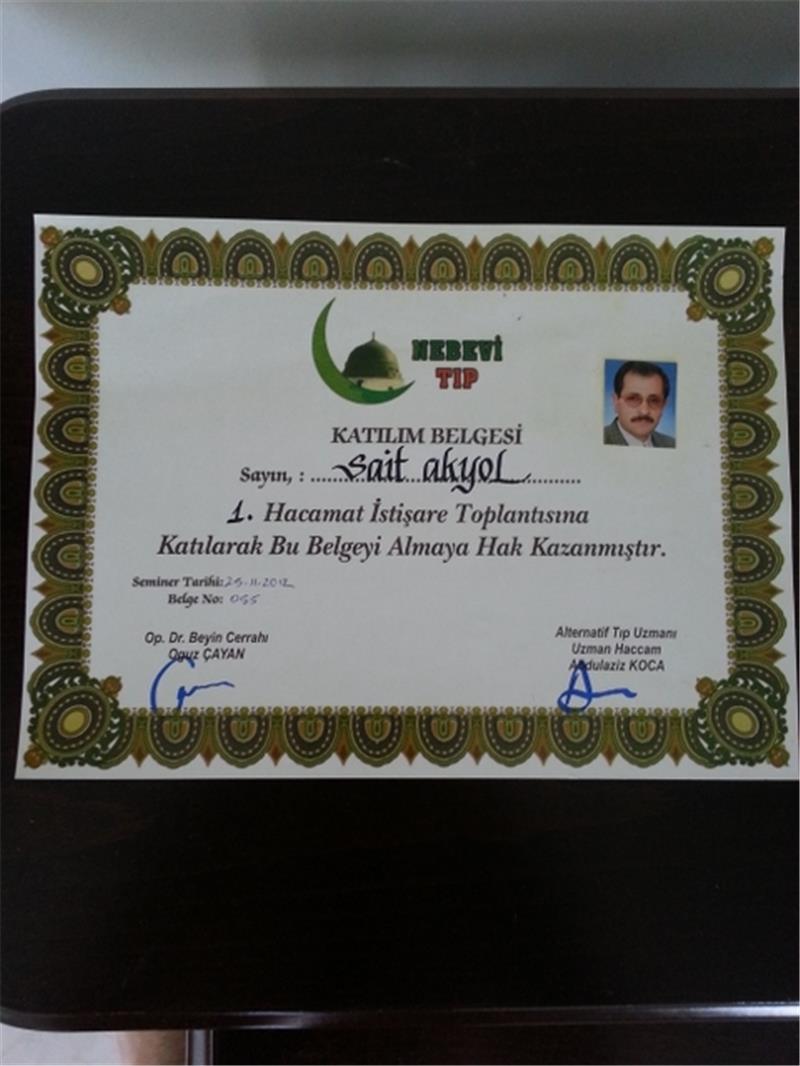 NEBEVİ
TIP
KATILIM BELGESİ
Sayın, : Sait akyol
1. Hacamat İstişare Toplantısına
Katılarak Bu Belgeyi Almaya Hak Kazanmıştır.
Seminer Tarihi: 25.11.2012
Belge No: 055
Op. Dr. Beyin Cerrahı
Oguz ÇAYAN
Alternatif Tıp Uzmanı
Uzman Haccam
Abdulaziz KOCA